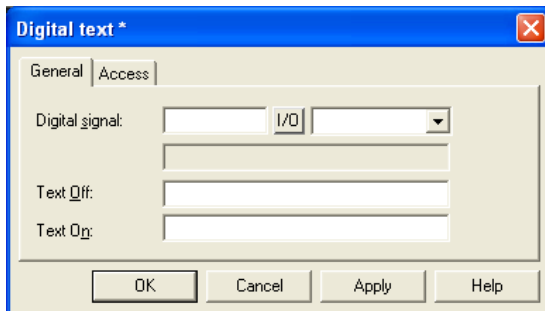 Digital text *
General Access
Digital signal: I/O
Text Off:
Text On:
OK Cancel Apply Help